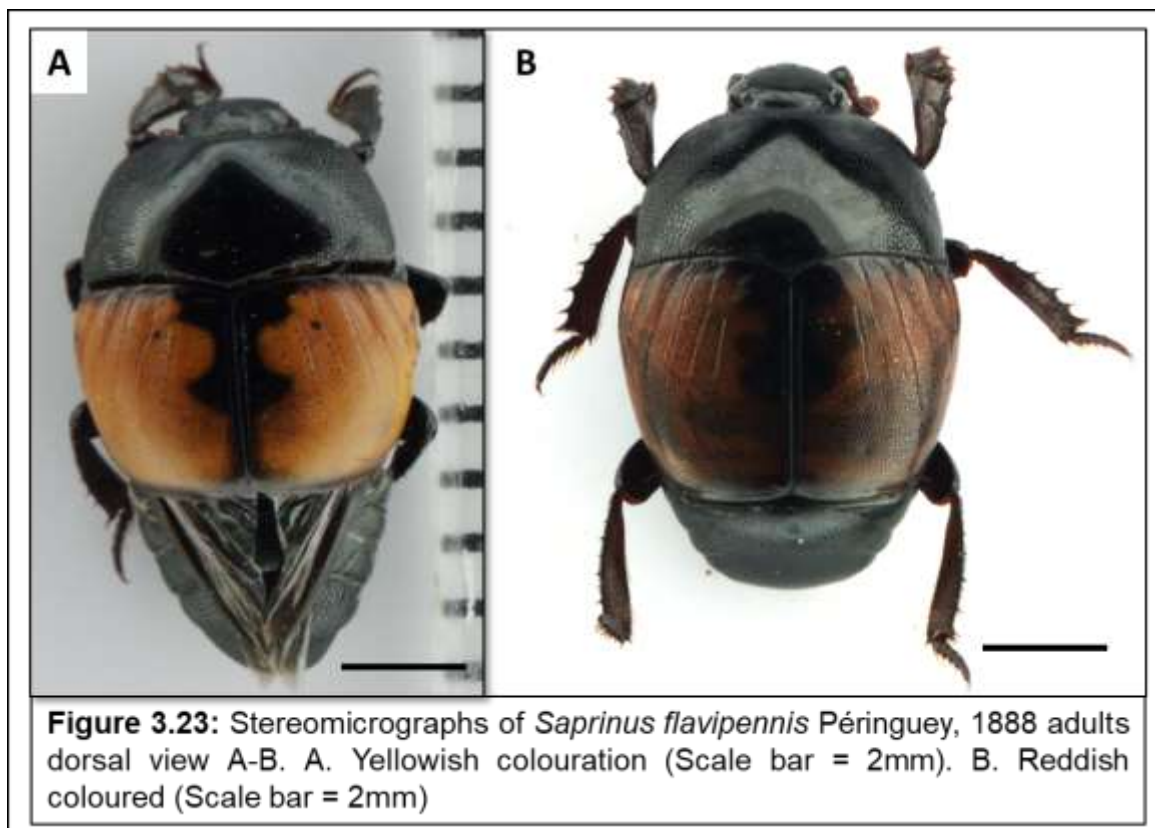 A
B
Figure 3.23: Stereomicrographs of Saprinus flavipennis Péringuey, 1888 adults
dorsal view A-B. A. Yellowish colouration (Scale bar = 2mm). B. Reddish
coloured (Scale bar = 2mm)